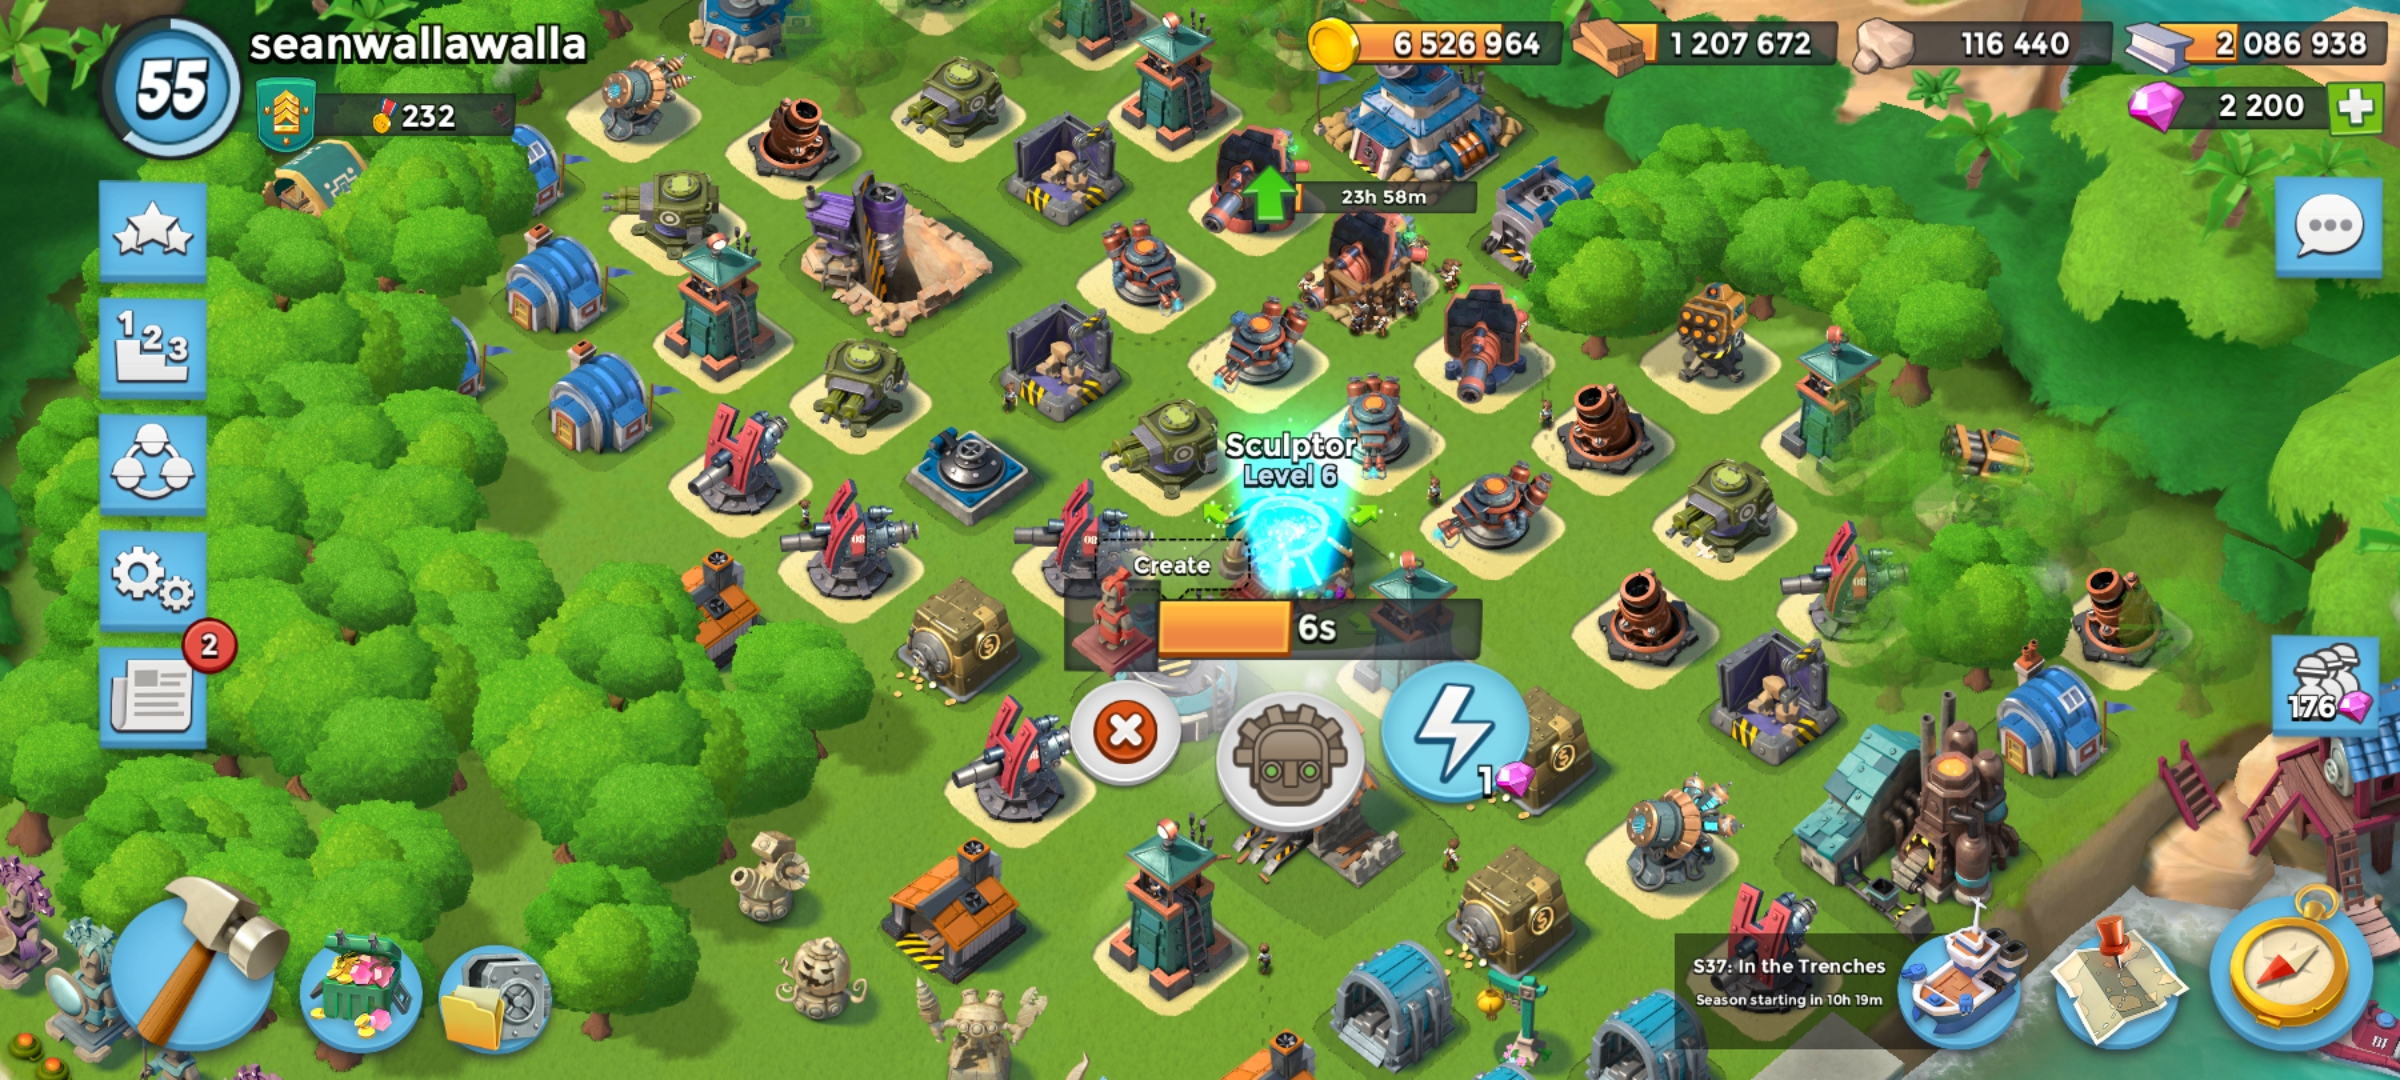 55
seanwallawalla
232
6 526 964
1 207 672
116 440
2 086 938
2 200
23h 58m
123
Sculptor
Level 6
Create
6s
2
176
1
S37: In the Trenches
Season starting in 10h 19m